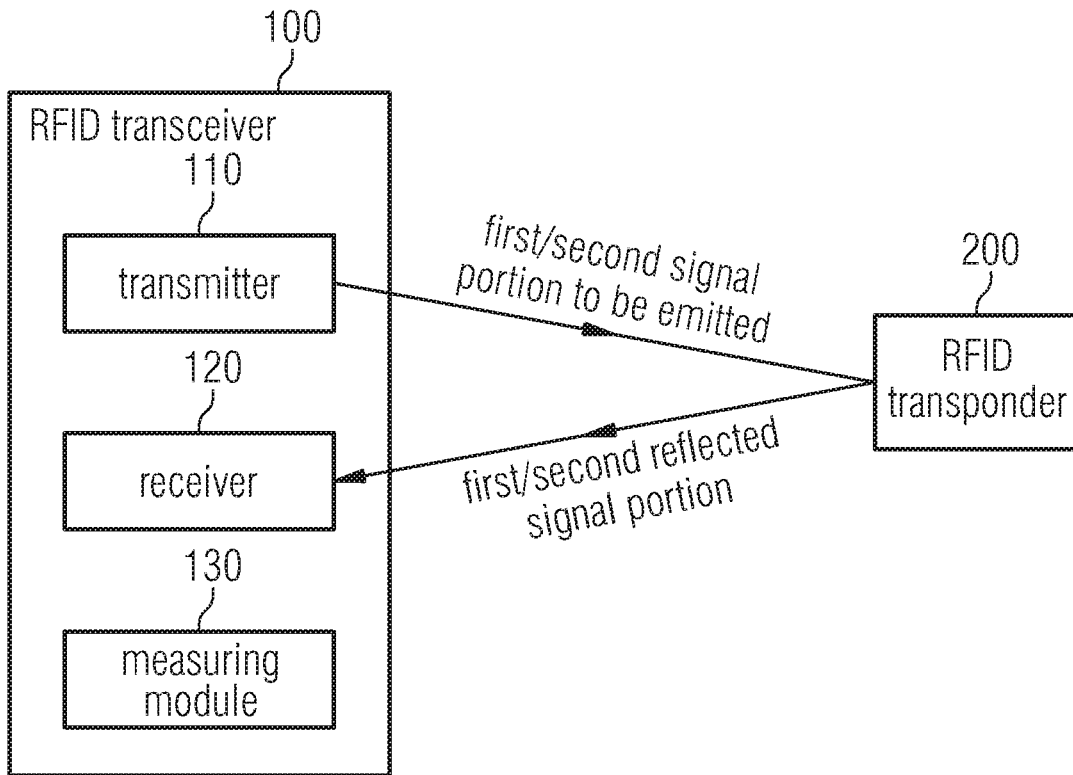 100
RFID transceiver
110
transmitter
first/second signal
portion to be emitted
200
RFID
transponder
120
receiver
first/second reflected
signal portion
130
measuring
module